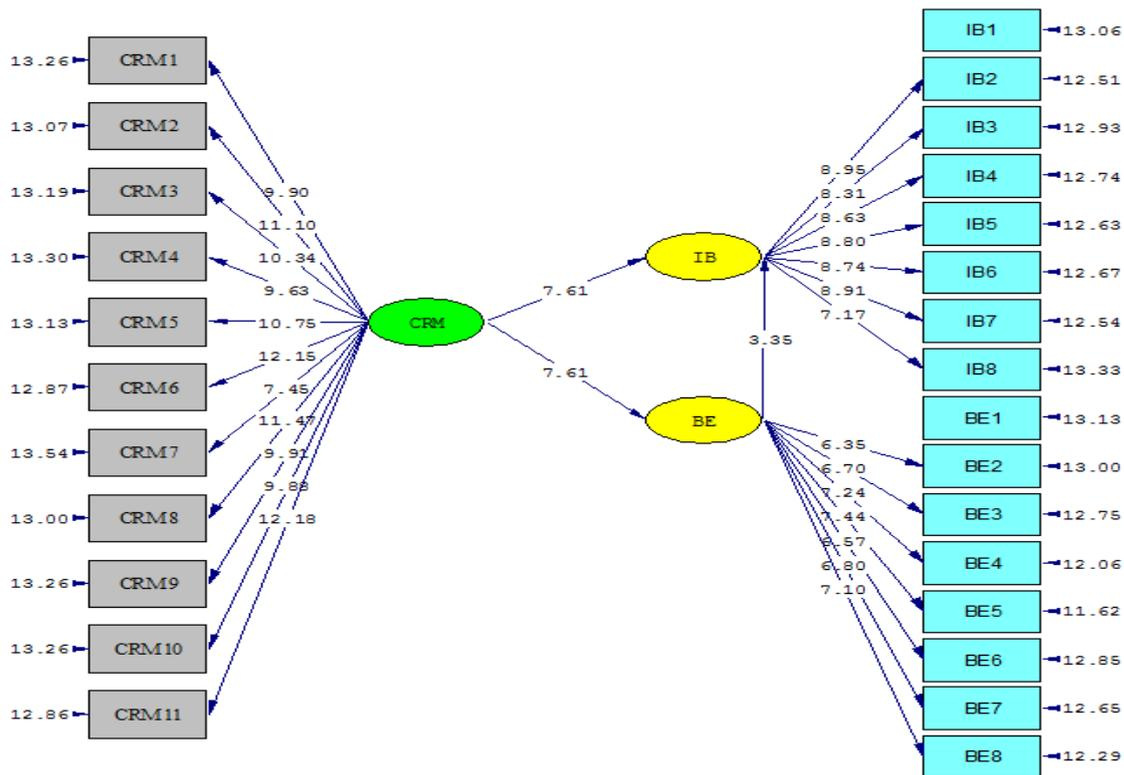 13.26 CRM1
13.07 CRM2
13.19 CRM3
13.30 CRM4
13.13 CRM5
12.87 CRM6
13.54 CRM7
13.00 CRM8
13.26 CRM9
13.26 CRM10
12.86 CRM11
9.90
11.10
10.34
9.63
10.75
12.15
7.45
11.47
9.91
9.88
12.18
CRM
7.61
7.61
IB
3.35
BE
8.95
8.31
8.63
8.80
8.74
8.91
7.17
6.35
6.70
7.24
7.44
6.57
6.80
7.10
IB1 13.06
IB2 12.51
IB3 12.93
IB4 12.74
IB5 12.63
IB6 12.67
IB7 12.54
IB8 13.33
BE1 13.13
BE2 13.00
BE3 12.75
BE4 12.06
BE5 11.62
BE6 12.85
BE7 12.65
BE8 12.29